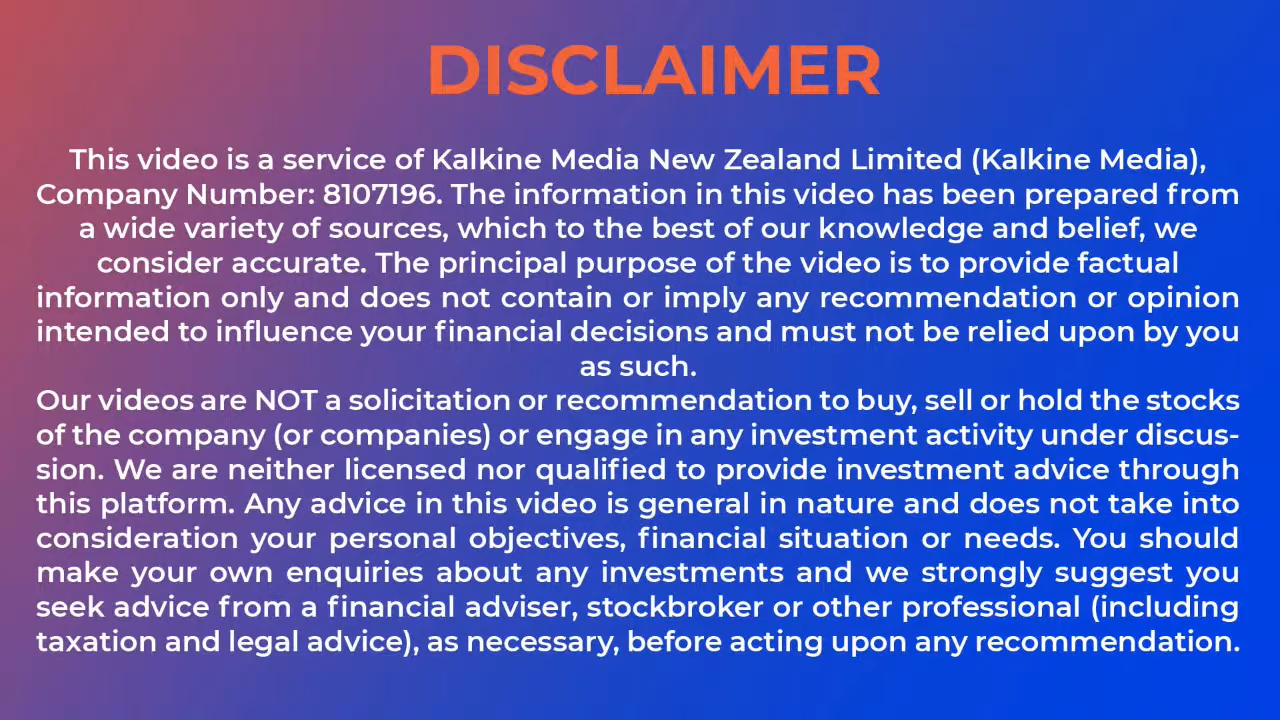 DISCLAIMER
This video is a service of Kalkine Media New Zealand Limited (Kalkine Media),
Company Number: 8107196. The information in this video has been prepared from
a wide variety of sources, which to the best of our knowledge and belief, we
consider accurate. The principal purpose of the video is to provide factual
information only and does not contain or imply any recommendation or opinion
intended to influence your financial decisions and must not be relied upon by you
as such.
Our videos are NOT a solicitation or recommendation to buy, sell or hold the stocks
of the company (or companies) or engage in any investment activity under discus-
sion. We are neither licensed nor qualified to provide investment advice through
this platform. Any advice in this video is general in nature and does not take into
consideration your personal objectives, financial situation or needs. You should
make your own enquiries about any investments and we strongly suggest you
seek advice from a financial adviser, stockbroker or other professional (including
taxation and legal advice), as necessary, before acting upon any recommendation.